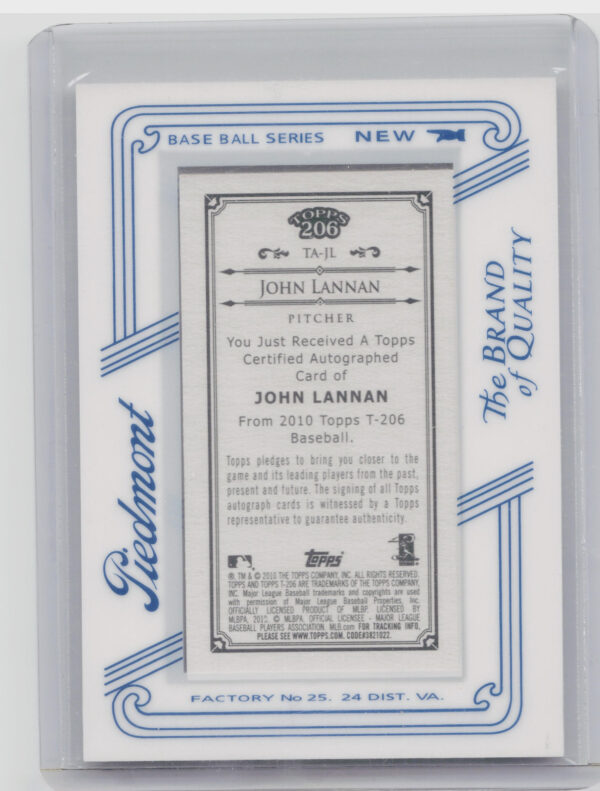 BASE BALL SERIES NEW
TOPPS
206
TA-JL
JOHN LANNAN
PITCHER
You Just Received A Topps
Certified Autographed
Card of
JOHN LANNAN
From 2010 Topps T-206
Baseball.
Topps pledges to bring you closer to the
game and its leading players from the past,
present and future. The signing of all Topps
autograph cards is witnessed by a Topps
representative to guarantee authenticity.
topps
®, TM & © 2010 THE TOPPS COMPANY, INC. ALL RIGHTS RESERVED.
TOPPS AND TOPPS T-206 ARE TRADEMARKS OF THE TOPPS COMPANY,
INC. Major League Baseball trademarks and copyrights are used
with permission of Major League Baseball Properties, Inc.
OFFICIALLY LICENSED PRODUCT OF MLBP. LICENSED BY
MLBPA, © MLBPA, OFFICIAL LICENSEE - MAJOR LEAGUE
BASEBALL PLAYERS ASSOCIATION. MLB.com FOR TRACKING INFO,
PLEASE SEE WWW.TOPPS.COM. CODE#3821022.
Piedmont
The BRAND
of QUALITY
FACTORY No 25. 24 DIST. VA.